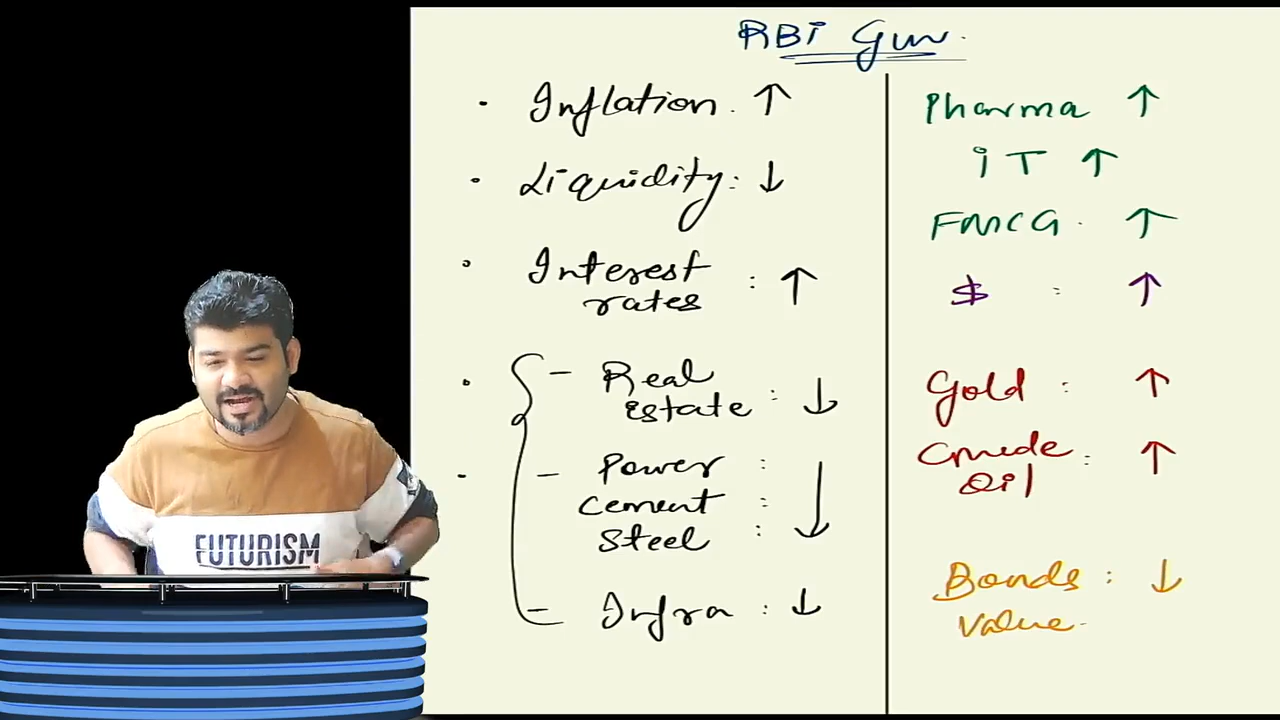 RBi Gun.
• Inflation. ↑
• Liquidity: ↓
• Interest
rates : ↑
• - Real
Estate : ↓
• - Power :
Cement :
Steel : ↓
- Infra : ↓
Pharma ↑
iT ↑
FMCG. ↑
$ : ↑
Gold : ↑
Crude
Oil : ↑
Bonds : ↓
Value.
FUTURISM